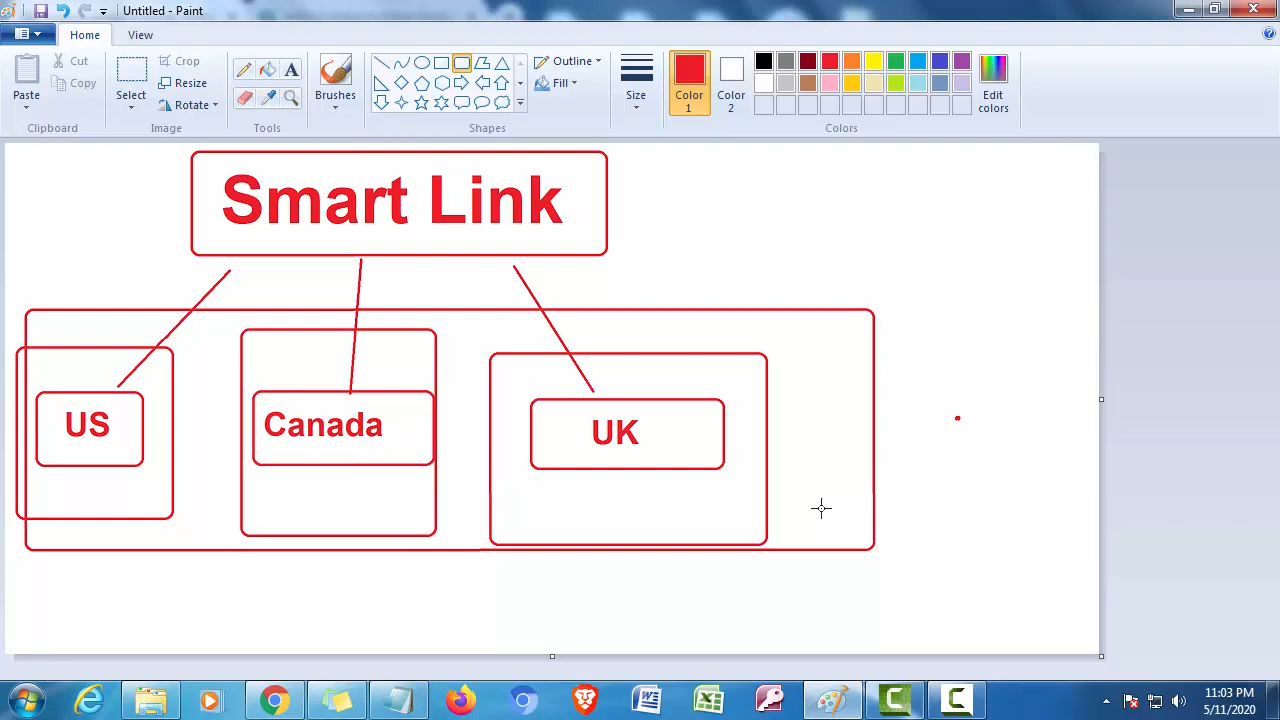 Untitled - Paint
Home View
Paste
Cut
Copy
Clipboard
Select
Crop
Resize
Rotate
Image
A
Tools
Brushes
Outline
Fill
Shapes
Size
Color
1
Color
2
Edit
colors
Colors
Smart Link
US
Canada
UK
11:03 PM
5/11/2020